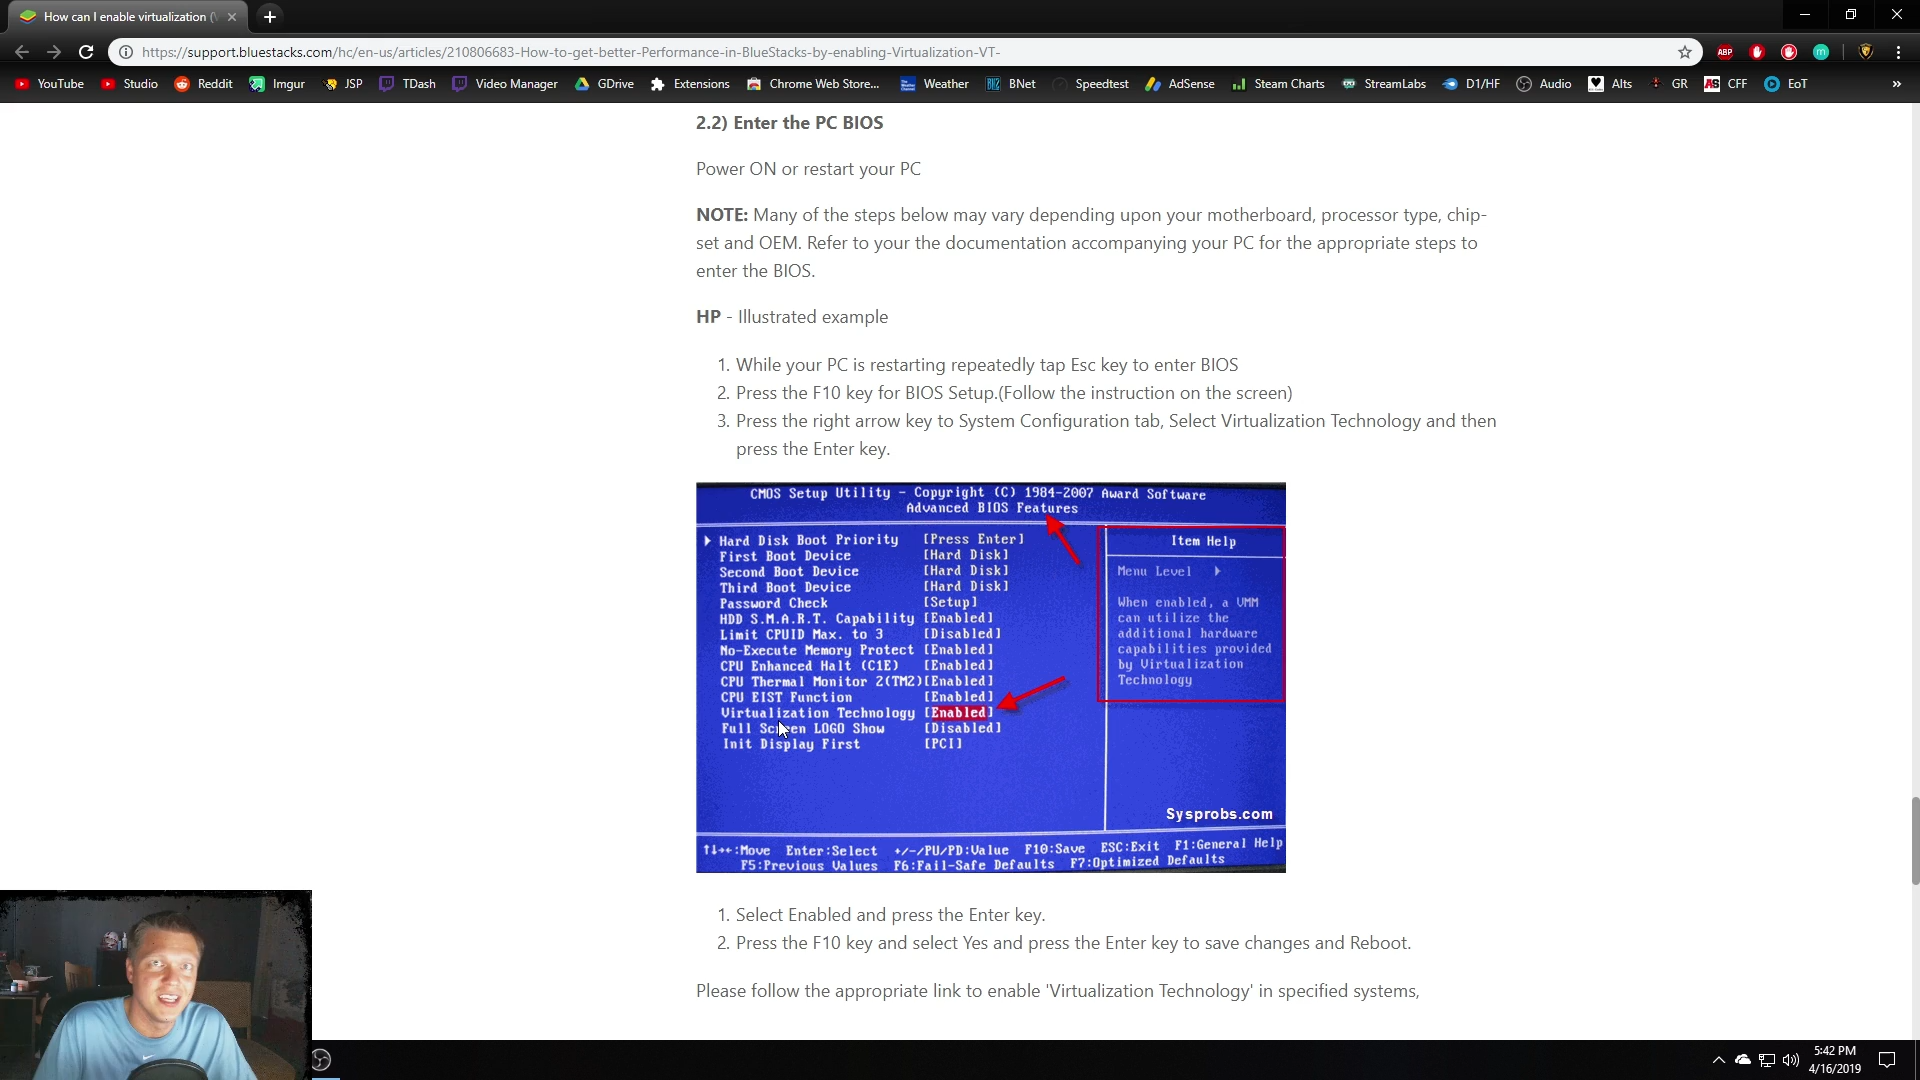 How can I enable virtualization (V
https://support.bluestacks.com/hc/en-us/articles/210806683-How-to-get-better-Performance-in-BlueStacks-by-enabling-Virtualization-VT-
ABP
m
YouTube Studio Reddit Imgur JSP TDash Video Manager GDrive Extensions Chrome Web Store... Weather BNet Speedtest AdSense Steam Charts StreamLabs D1/HF Audio Alts GR CFF EoT »
2.2) Enter the PC BIOS
Power ON or restart your PC
NOTE: Many of the steps below may vary depending upon your motherboard, processor type, chip-
set and OEM. Refer to your the documentation accompanying your PC for the appropriate steps to
enter the BIOS.
HP - Illustrated example
1. While your PC is restarting repeatedly tap Esc key to enter BIOS
2. Press the F10 key for BIOS Setup.(Follow the instruction on the screen)
3. Press the right arrow key to System Configuration tab, Select Virtualization Technology and then
press the Enter key.
CMOS Setup Utility - Copyright (C) 1984-2007 Award Software
Advanced BIOS Features
Hard Disk Boot Priority [Press Enter]
First Boot Device [Hard Disk]
Second Boot Device [Hard Disk]
Third Boot Device [Hard Disk]
Password Check [Setup]
HDD S.M.A.R.T. Capability [Enabled]
Limit CPUID Max. to 3 [Disabled]
No-Execute Memory Protect [Enabled]
CPU Enhanced Halt (C1E) [Enabled]
CPU Thermal Monitor 2(TM2)[Enabled]
CPU EIST Function [Enabled]
Virtualization Technology [Enabled]
Full Screen LOGO Show [Disabled]
Init Display First [PCI]
Item Help
Menu Level
When enabled, a VMM
can utilize the
additional hardware
capabilities provided
by Virtualization
Technology
Sysprobs.com
↑↓→←:Move Enter:Select +/-/PU/PD:Value F10:Save ESC:Exit F1:General Help
F5:Previous Values F6:Fail-Safe Defaults F7:Optimized Defaults
1. Select Enabled and press the Enter key.
2. Press the F10 key and select Yes and press the Enter key to save changes and Reboot.
Please follow the appropriate link to enable 'Virtualization Technology' in specified systems,
5:42 PM
4/16/2019